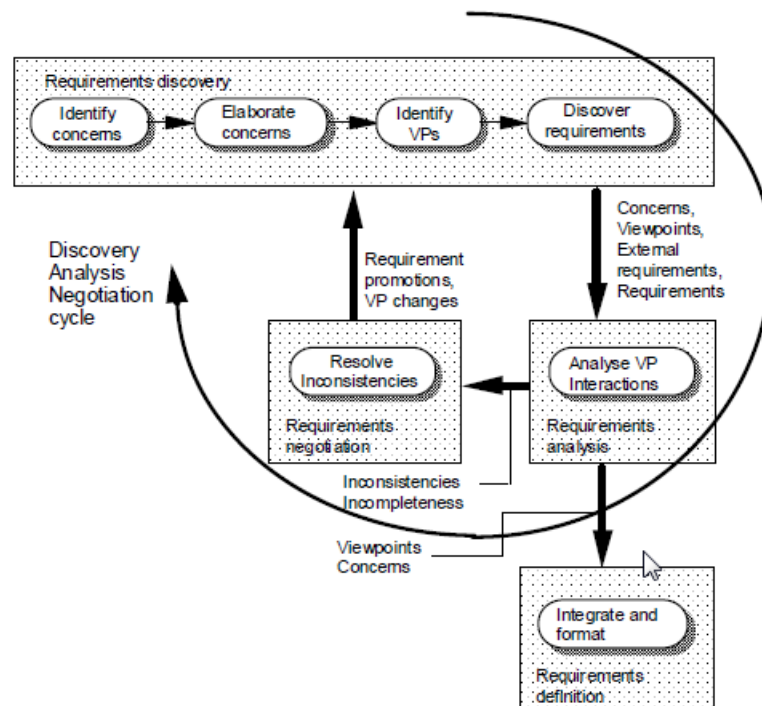 Requirements discovery
Identify
concerns
Elaborate
concerns
Identify
VPs
Discover
requirements
Concerns,
Viewpoints,
External
requirements,
Requirements
Discovery
Analysis
Negotiation
cycle
Requirement
promotions,
VP changes
Resolve
Inconsistencies
Requirements
negotiation
Analyse VP
Interactions
Requirements
analysis
Inconsistencies
Incompleteness
Viewpoints
Concerns
Integrate and
format
Requirements
definition